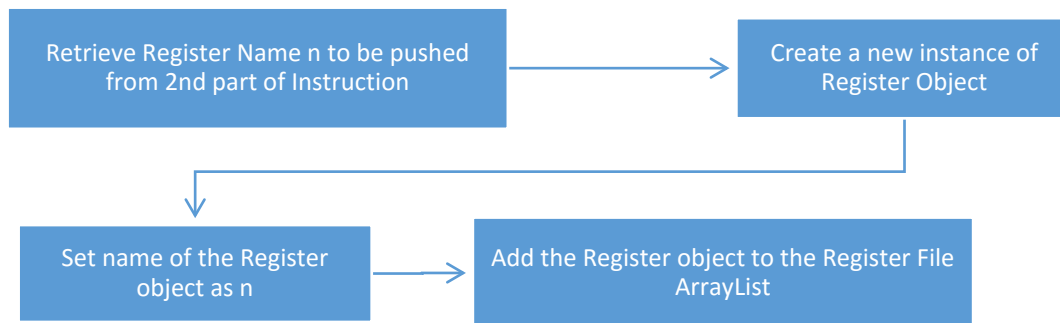 Retrieve Register Name n to be pushed
from 2nd part of Instruction
Create a new instance of
Register Object
Set name of the Register
object as n
Add the Register object to the Register File
ArrayList